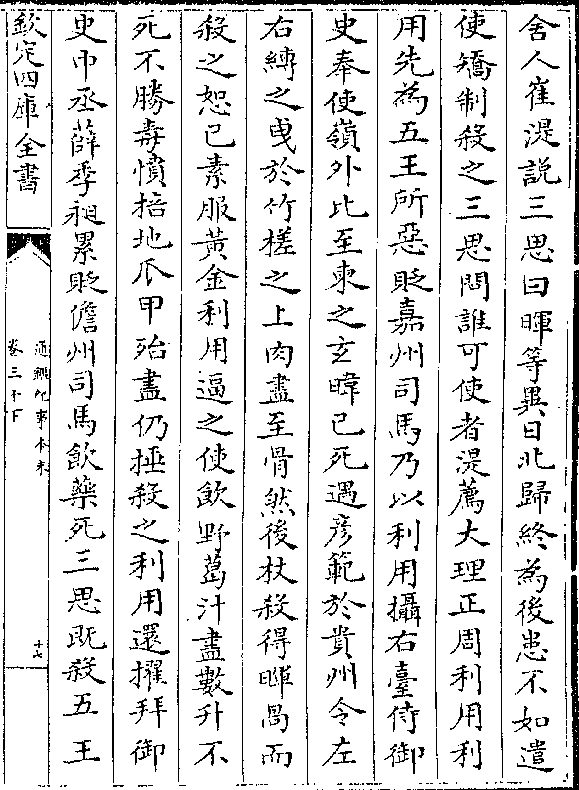 舍人崔湜説三思曰暉等異日北歸終為後患不如遣
使矯制殺之三思問誰可使者湜薦大理正周利用利
用先為五王所惡貶嘉州司馬乃以利用攝右臺侍御
史奉使嶺外比至柬之玄暐已死遇彦範於貴州令左
右縛之曳於竹槎之上肉盡至骨然後杖殺得暉冎而
殺之恕已素服黄金利用逼之使飲野葛汁盡數升不
死不勝毒憤掊地爪甲殆盡仍捶殺之利用還擢拜御
史中丞薛季昶累貶儋州司馬飲藥死三思既殺五王
欽定四庫全書
通鑑紀事本末
卷三十下
十七